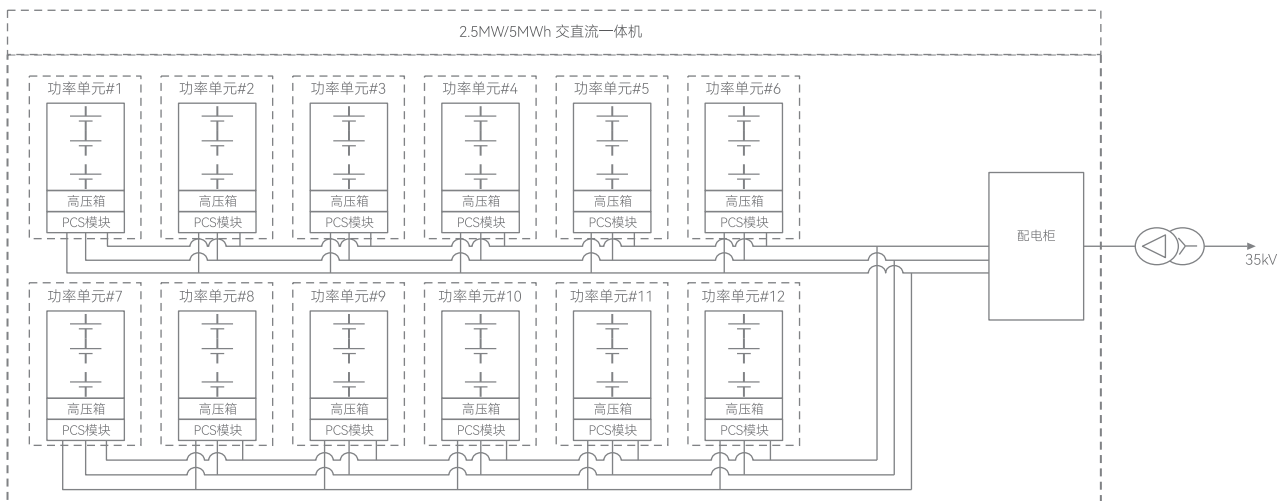 2.5MW/5MWh 交直流一体机
功率单元#1 功率单元#2 功率单元#3 功率单元#4 功率单元#5 功率单元#6
高压箱 高压箱 高压箱 高压箱 高压箱 高压箱
PCS模块 PCS模块 PCS模块 PCS模块 PCS模块 PCS模块
配电柜
35kV
功率单元#7 功率单元#8 功率单元#9 功率单元#10 功率单元#11 功率单元#12
高压箱 高压箱 高压箱 高压箱 高压箱 高压箱
PCS模块 PCS模块 PCS模块 PCS模块 PCS模块 PCS模块